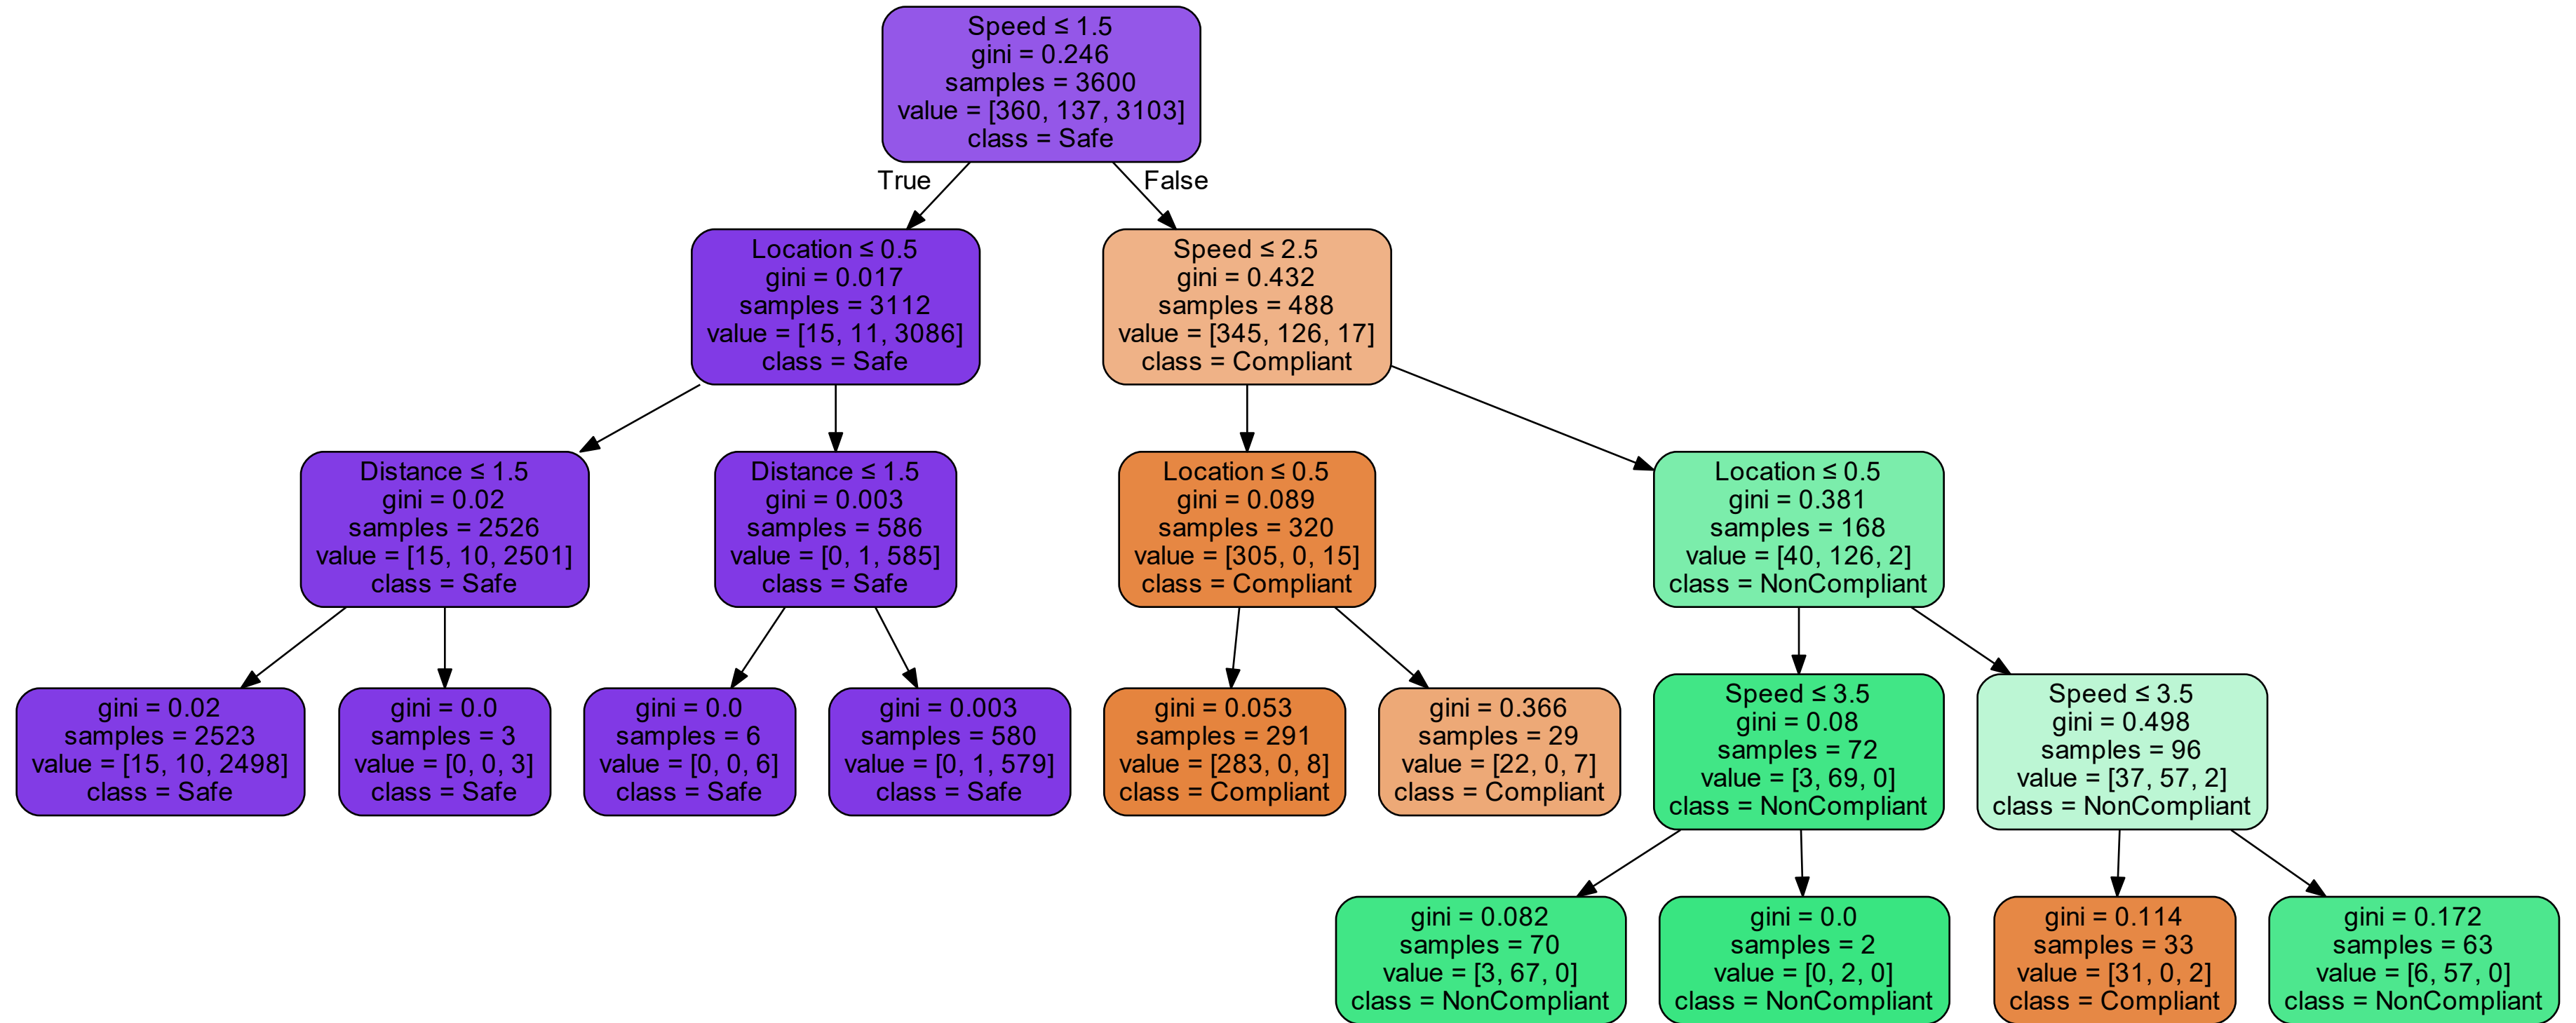 Speed ≤ 1.5
gini = 0.246
samples = 3600
value = [360, 137, 3103]
class = Safe
True
False
Location ≤ 0.5
gini = 0.017
samples = 3112
value = [15, 11, 3086]
class = Safe
Speed ≤ 2.5
gini = 0.432
samples = 488
value = [345, 126, 17]
class = Compliant
Distance ≤ 1.5
gini = 0.02
samples = 2526
value = [15, 10, 2501]
class = Safe
Distance ≤ 1.5
gini = 0.003
samples = 586
value = [0, 1, 585]
class = Safe
Location ≤ 0.5
gini = 0.089
samples = 320
value = [305, 0, 15]
class = Compliant
Location ≤ 0.5
gini = 0.381
samples = 168
value = [40, 126, 2]
class = NonCompliant
gini = 0.02
samples = 2523
value = [15, 10, 2498]
class = Safe
gini = 0.0
samples = 3
value = [0, 0, 3]
class = Safe
gini = 0.0
samples = 6
value = [0, 0, 6]
class = Safe
gini = 0.003
samples = 580
value = [0, 1, 579]
class = Safe
gini = 0.053
samples = 291
value = [283, 0, 8]
class = Compliant
gini = 0.366
samples = 29
value = [22, 0, 7]
class = Compliant
Speed ≤ 3.5
gini = 0.08
samples = 72
value = [3, 69, 0]
class = NonCompliant
Speed ≤ 3.5
gini = 0.498
samples = 96
value = [37, 57, 2]
class = NonCompliant
gini = 0.082
samples = 70
value = [3, 67, 0]
class = NonCompliant
gini = 0.0
samples = 2
value = [0, 2, 0]
class = NonCompliant
gini = 0.114
samples = 33
value = [31, 0, 2]
class = Compliant
gini = 0.172
samples = 63
value = [6, 57, 0]
class = NonCompliant